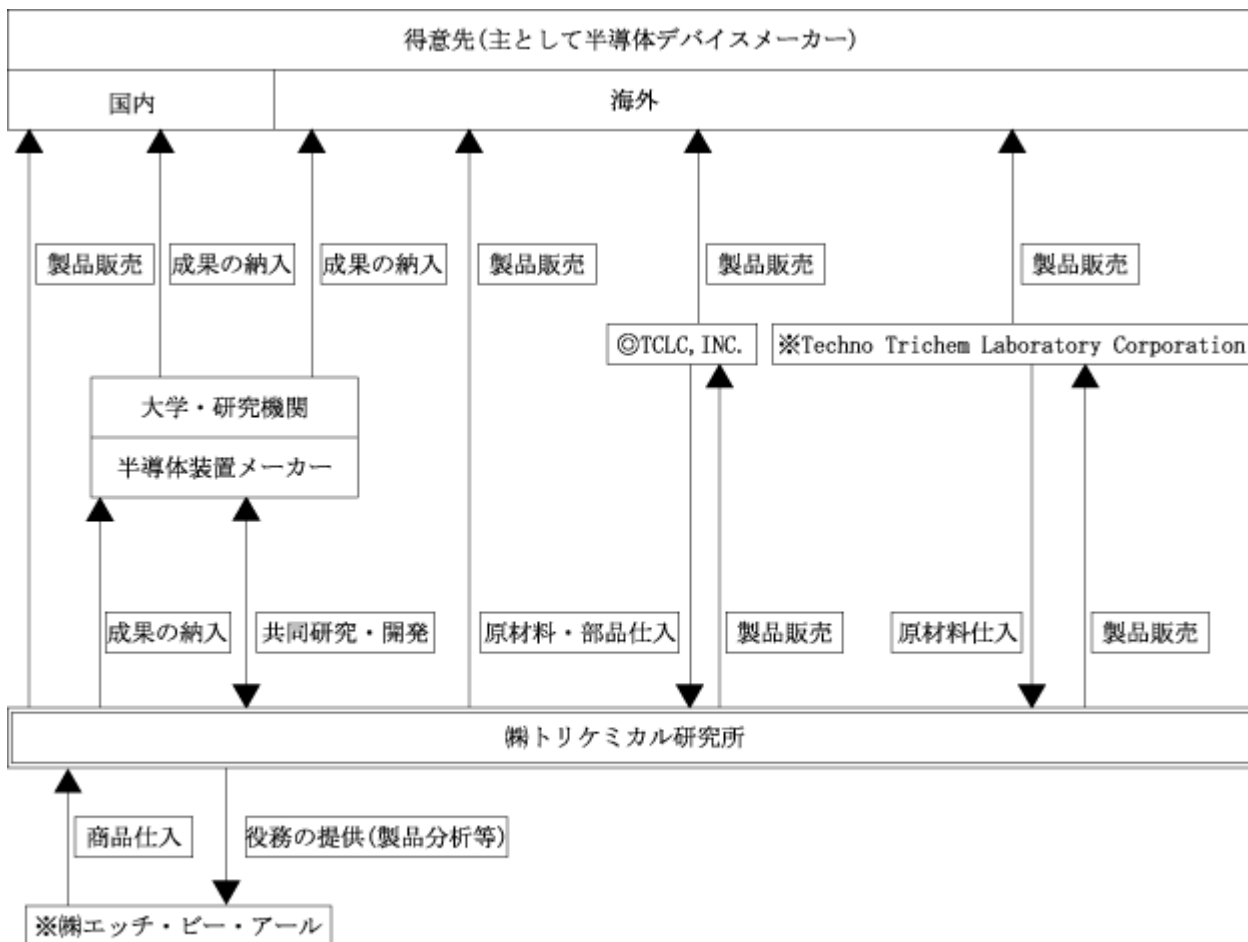 得意先(主として半導体デバイスメーカー)
国内
海外
製品販売
成果の納入
成果の納入
製品販売
製品販売
製品販売
◎TCLC,INC.
※Techno Trichem Laboratory Corporation
大学・研究機関
半導体装置メーカー
成果の納入
共同研究・開発
原材料・部品仕入
製品販売
原材料仕入
製品販売
㈱トリケミカル研究所
商品仕入
役務の提供(製品分析等)
※㈱エッチ・ビー・アール